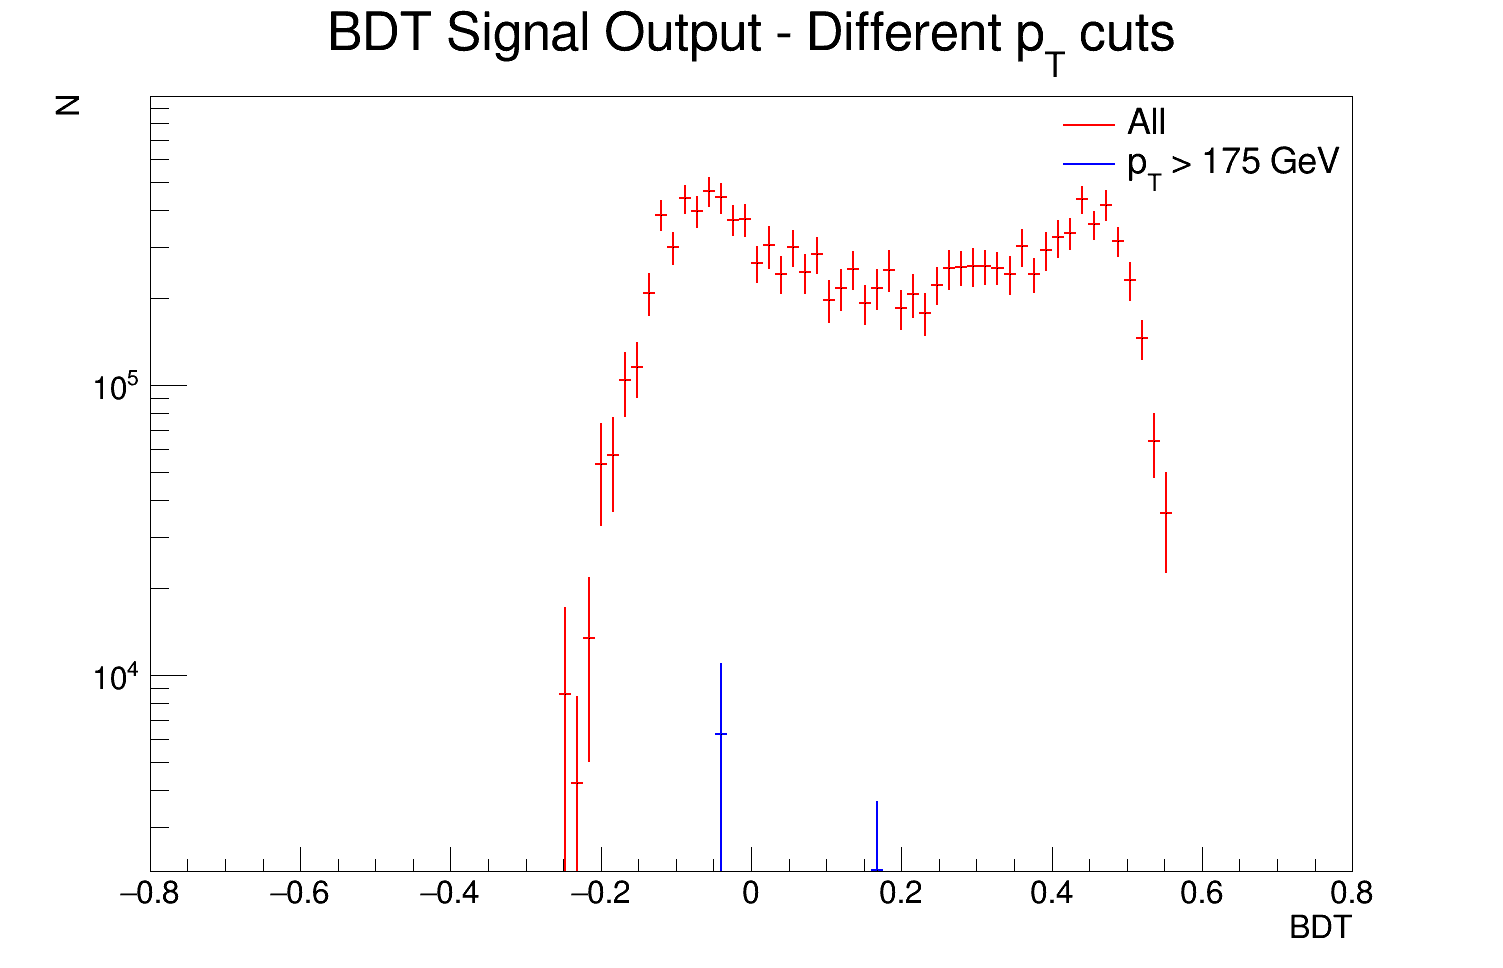 BDT Signal Output - Different p_T cuts
N
All
p_T > 175 GeV
10^5
10^4
−0.8 −0.6 −0.4 −0.2 0 0.2 0.4 0.6 0.8
BDT